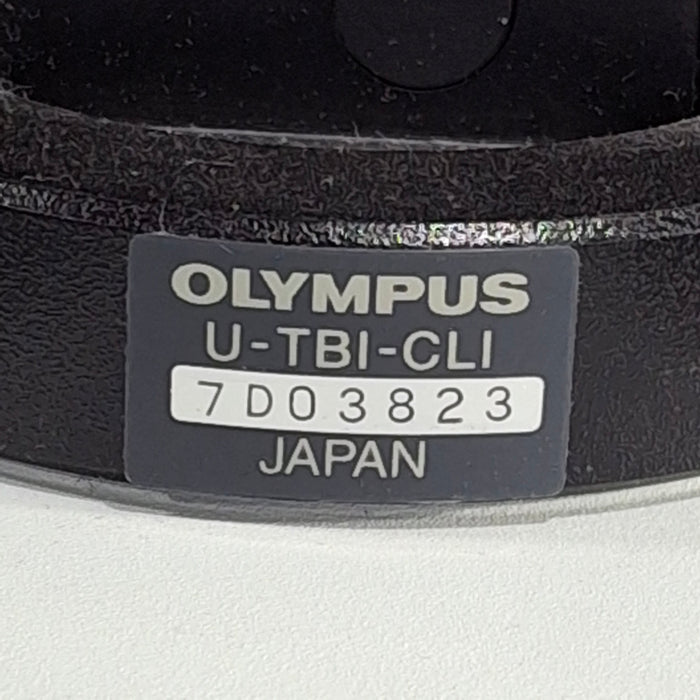 OLYMPUS
U-TBI-CLI
7D03823
JAPAN